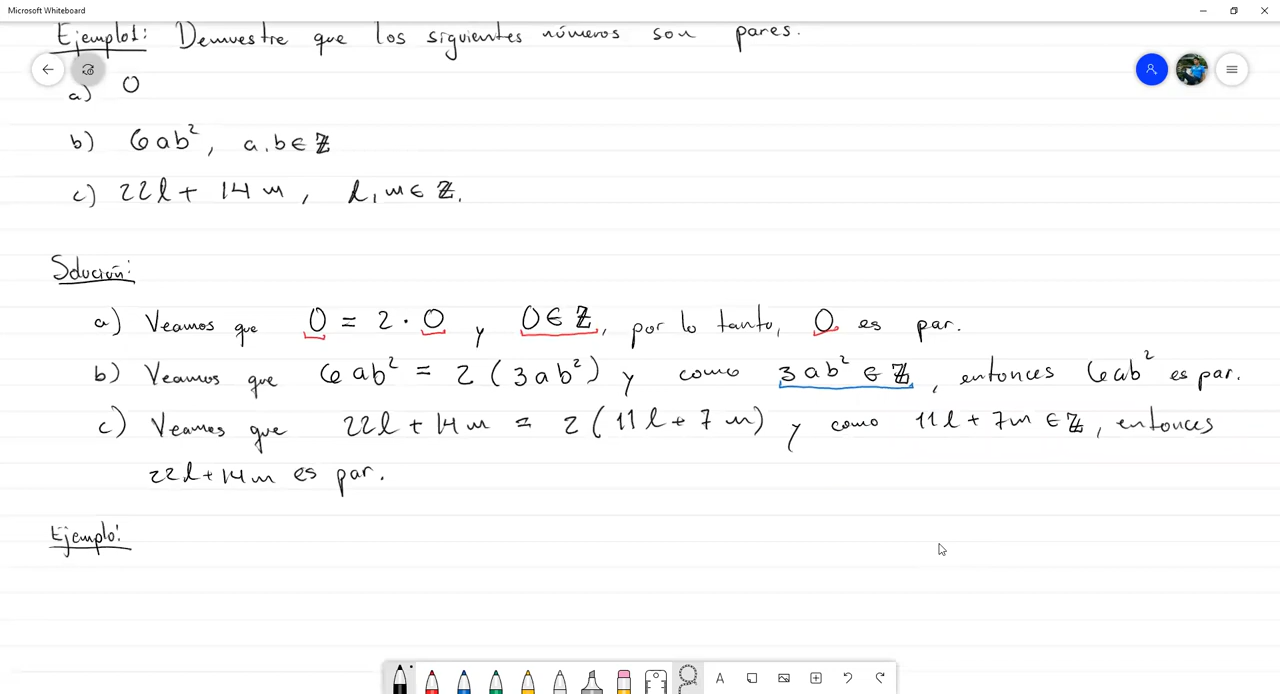 Microsoft Whiteboard
Ejemplo1: Demuestre que los siguientes números son pares.
a) 0
b) 6ab², a,b∈ℤ
c) 22l + 14m, l,m∈ℤ.
Solución:
a) Veamos que 0 = 2 · 0 y 0∈ℤ, por lo tanto, 0 es par.
b) Veamos que 6ab² = 2(3ab²) y como 3ab²∈ℤ, entonces 6ab² es par.
c) Veamos que 22l + 14m = 2(11l + 7m) y como 11l + 7m∈ℤ, entonces
22l+14m es par.
Ejemplo: